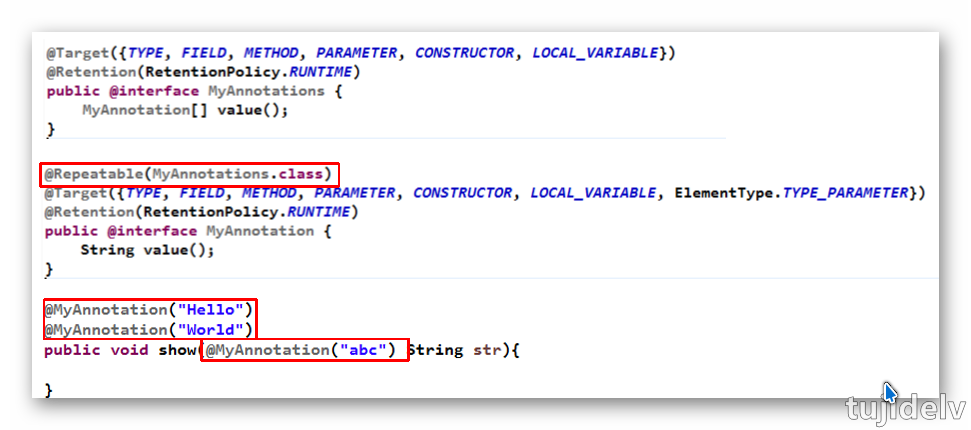 @Target({TYPE, FIELD, METHOD, PARAMETER, CONSTRUCTOR, LOCAL_VARIABLE})
@Retention(RetentionPolicy.RUNTIME)
public @interface MyAnnotations {
    MyAnnotation[] value();
}
@Repeatable(MyAnnotations.class)
@Target({TYPE, FIELD, METHOD, PARAMETER, CONSTRUCTOR, LOCAL_VARIABLE, ElementType.TYPE_PARAMETER})
@Retention(RetentionPolicy.RUNTIME)
public @interface MyAnnotation {
    String value();
}
@MyAnnotation("Hello")
@MyAnnotation("World")
public void show(@MyAnnotation("abc") String str){
}
tujidelv